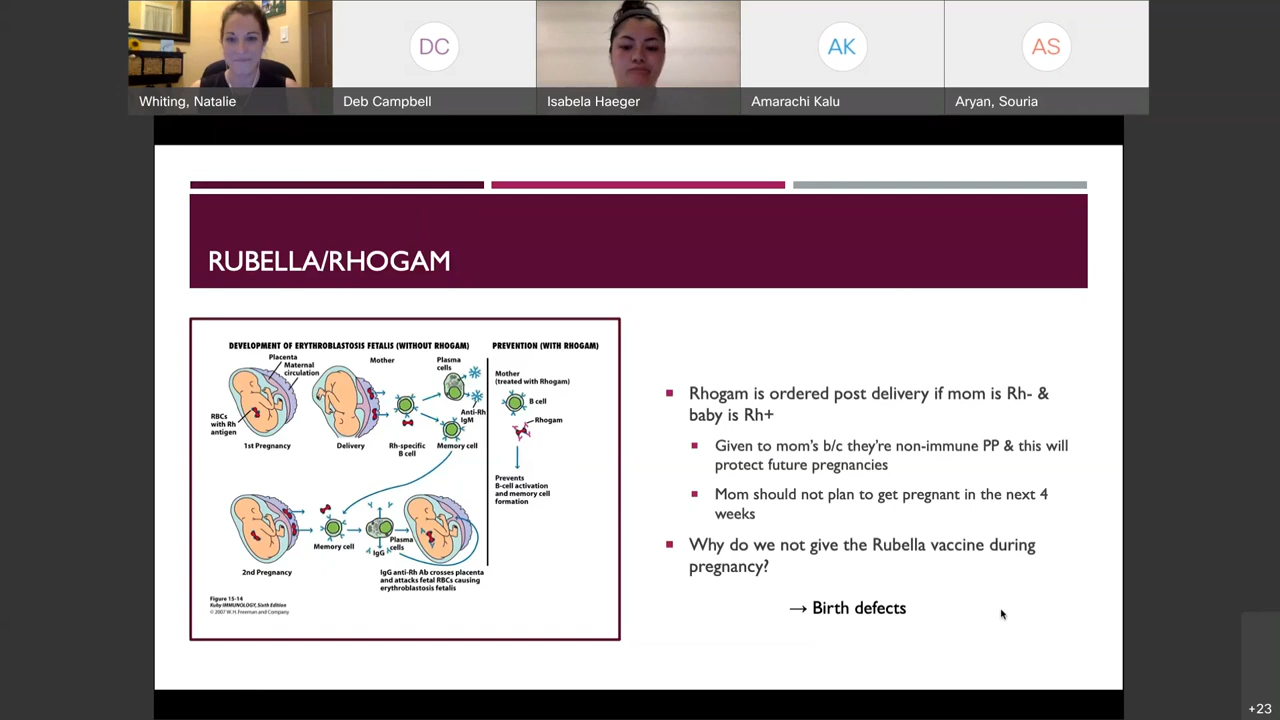 DC
AK
AS
Whiting, Natalie
Deb Campbell
Isabela Haeger
Amarachi Kalu
Aryan, Souria
RUBELLA/RHOGAM
DEVELOPMENT OF ERYTHROBLASTOSIS FETALIS (WITHOUT RHOGAM)
Placenta
Maternal
circulation
RBCs
with Rh
antigen
1st Pregnancy
Delivery
Mother
Rh-specific
B cell
Plasma
cells
Anti-Rh
IgM
Memory cell
PREVENTION (WITH RHOGAM)
Mother
(treated with Rhogam)
B cell
Rhogam
Prevents
B-cell activation
and memory cell
formation
2nd Pregnancy
Memory cell
IgG
Plasma
cells
IgG anti-Rh Ab crosses placenta
and attacks fetal RBCs causing
erythroblastosis fetalis
Figure 15-14
Kuby IMMUNOLOGY, Sixth Edition
© 2007 W. H. Freeman and Company
Rhogam is ordered post delivery if mom is Rh- &
baby is Rh+
Given to mom's b/c they're non-immune PP & this will
protect future pregnancies
Mom should not plan to get pregnant in the next 4
weeks
Why do we not give the Rubella vaccine during
pregnancy?
→ Birth defects
+23